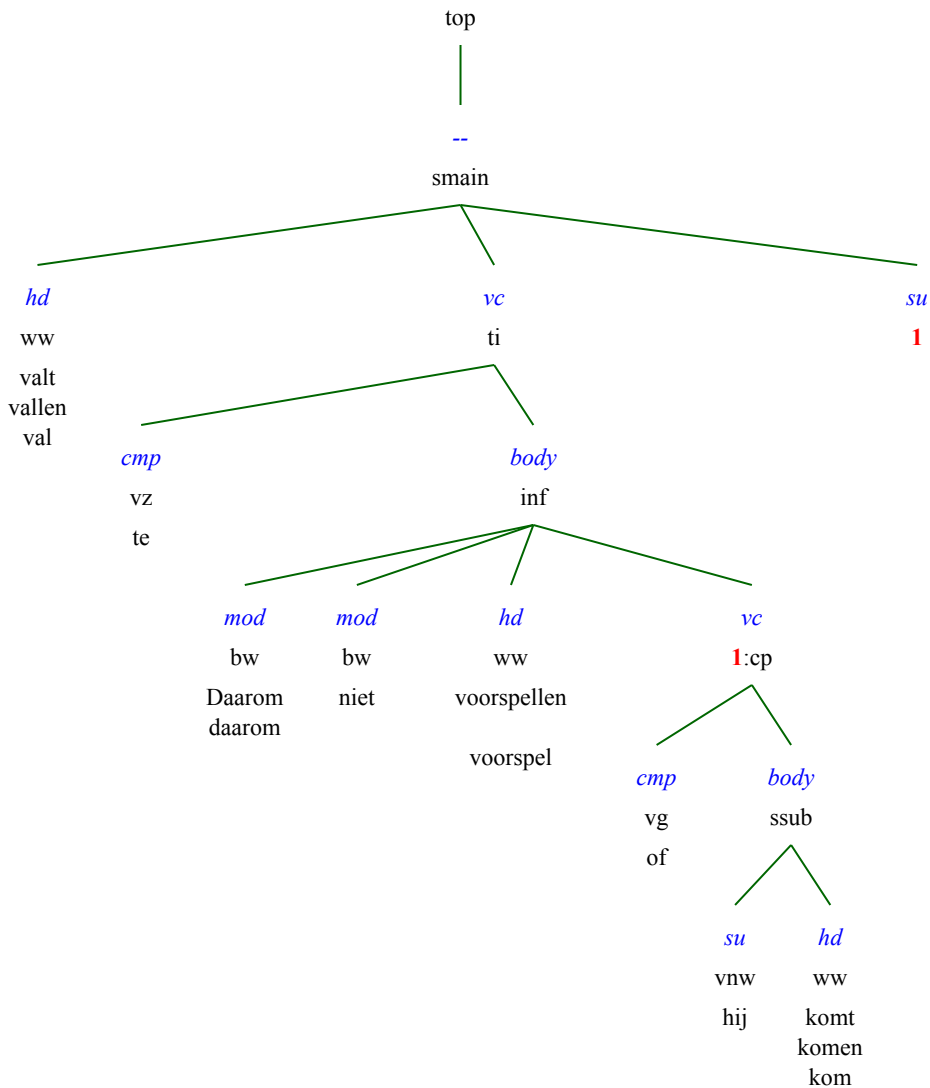 top
--
smain
hd vc su
ww ti 1
valt
vallen
val
cmp body
vz inf
te
mod mod hd vc
bw bw ww 1:cp
Daarom niet voorspellen
daarom
voorspel
cmp body
vg ssub
of
su hd
vnw ww
hij komt
komen
kom